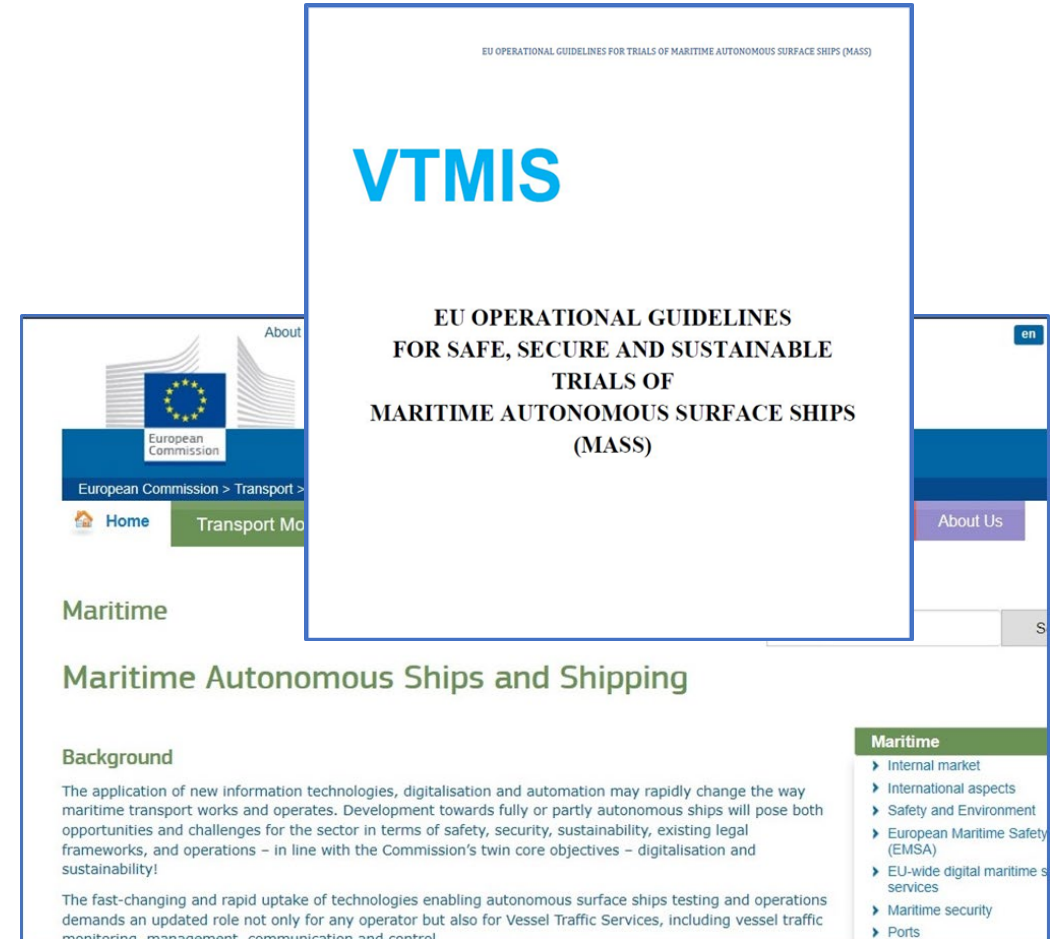 EU OPERATIONAL GUIDELINES FOR TRIALS OF MARITIME AUTONOMOUS SURFACE SHIPS (MASS)
VTMIS
EU OPERATIONAL GUIDELINES
FOR SAFE, SECURE AND SUSTAINABLE
TRIALS OF
MARITIME AUTONOMOUS SURFACE SHIPS
(MASS)
About
en
European
Commission
European Commission > Transport >
Home
Transport Mo
About Us
Maritime
S
Maritime Autonomous Ships and Shipping
Background
The application of new information technologies, digitalisation and automation may rapidly change the way
maritime transport works and operates. Development towards fully or partly autonomous ships will pose both
opportunities and challenges for the sector in terms of safety, security, sustainability, existing legal
frameworks, and operations – in line with the Commission's twin core objectives – digitalisation and
sustainability!
The fast-changing and rapid uptake of technologies enabling autonomous surface ships testing and operations
demands an updated role not only for any operator but also for Vessel Traffic Services, including vessel traffic
monitoring, management, communication and control
Maritime
Internal market
International aspects
Safety and Environment
European Maritime Safety
(EMSA)
EU-wide digital maritime s
services
Maritime security
Ports